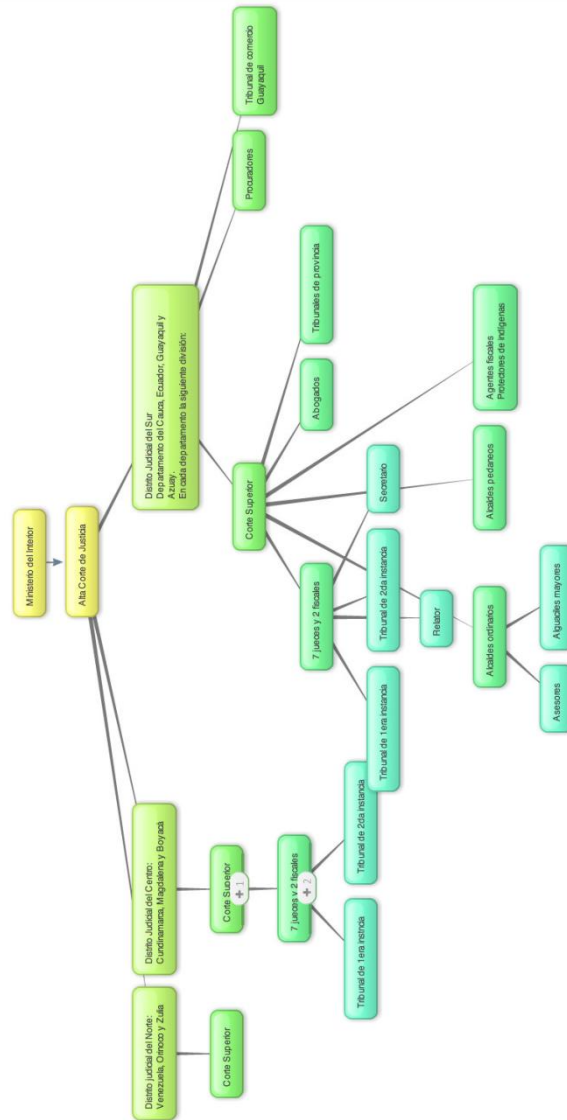 Ministerio del Interior
Alta Corte de Justicia
Distrito judicial del Norte:
Venezuela, Orinoco y Zulia
Corte Superior
Distrito Judicial del Centro:
Cundinamarca, Magdalena y Boyacá
Corte Superior
+ 1
7 jueces y 2 fiscales
+ 2
Tribunal de 1era instncia
Tribunal de 2da instancia
Distrito Judicial del Sur
Departamento del Cauca, Ecuador, Guayaquil y
Azuay.
En cada departamento la siguiente división:
Corte Superior
7 jueces y 2 fiscales
Tribunal de 1era instancia
Relator
Tribunal de 2da instancia
Secretario
Alcaldes ordinarios
Asesores
Alguaciles mayores
Alcaldes pedaneos
Agentes fiscales
Protectores de indígenas
Abogados
Tribunales de provincia
Procuradores
Tribunal de comercio
Guayaquil